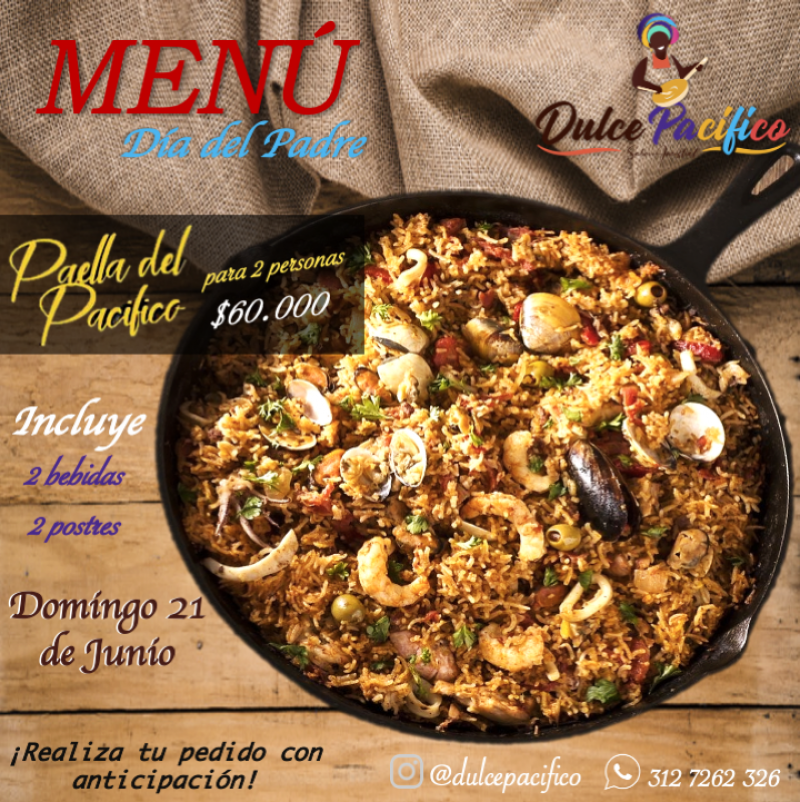 MENÚ
Día del Padre
Dulce Pacifico
Paella del
Pacifico
para 2 personas
$60.000
Incluye
2 bebidas
2 postres
Domingo 21
de Junio
¡Realiza tu pedido con
anticipación!
@dulcepacifico
312 7262 326